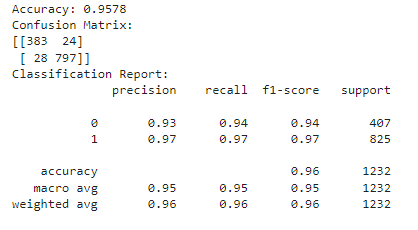 Accuracy: 0.9578
Confusion Matrix:
[[383  24]
 [ 28 797]]
Classification Report:
              precision    recall  f1-score   support

           0       0.93      0.94      0.94       407
           1       0.97      0.97      0.97       825

    accuracy                           0.96      1232
   macro avg       0.95      0.95      0.95      1232
weighted avg       0.96      0.96      0.96      1232